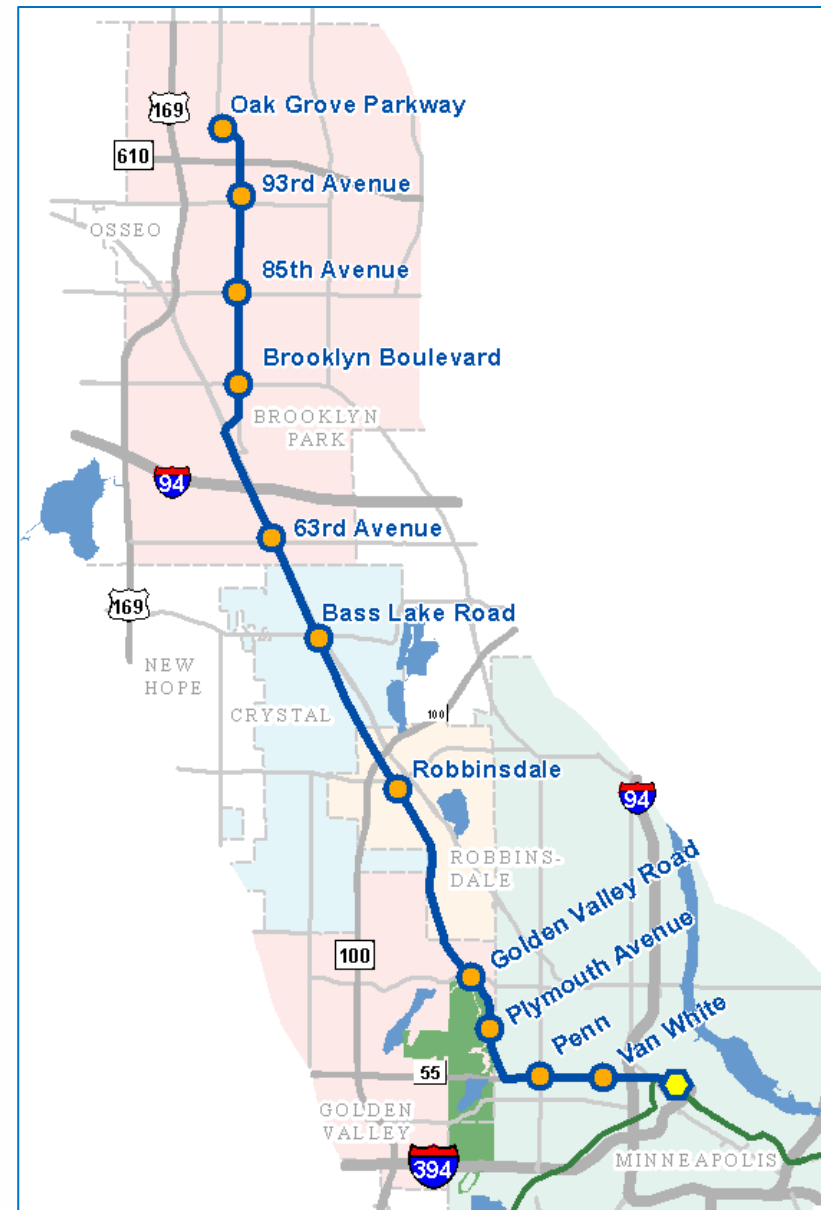 169
Oak Grove Parkway
610
93rd Avenue
OSSEO
85th Avenue
Brooklyn Boulevard
BROOKLYN
PARK
94
63rd Avenue
169
Bass Lake Road
NEW
HOPE
CRYSTAL
100
Robbinsdale
94
ROBBINS-
DALE
Golden Valley Road
100
Plymouth Avenue
Penn
Van White
55
GOLDEN
VALLEY
394
MINNEAPOLIS